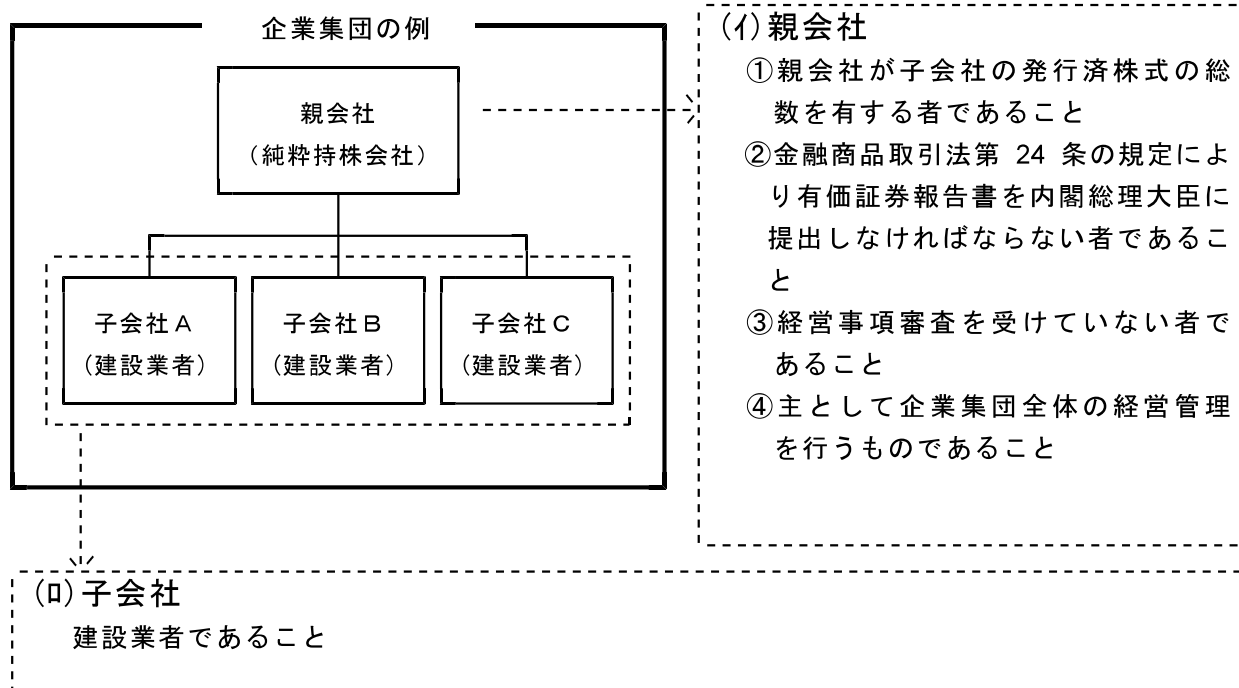 企業集団の例
親会社
（純粋持株会社）
子会社Ａ
（建設業者）
子会社Ｂ
（建設業者）
子会社Ｃ
（建設業者）
(ｲ)親会社
①親会社が子会社の発行済株式の総
数を有する者であること
②金融商品取引法第 24 条の規定によ
り有価証券報告書を内閣総理大臣に
提出しなければならない者であるこ
と
③経営事項審査を受けていない者で
あること
④主として企業集団全体の経営管理
を行うものであること
(ﾛ)子会社
建設業者であること